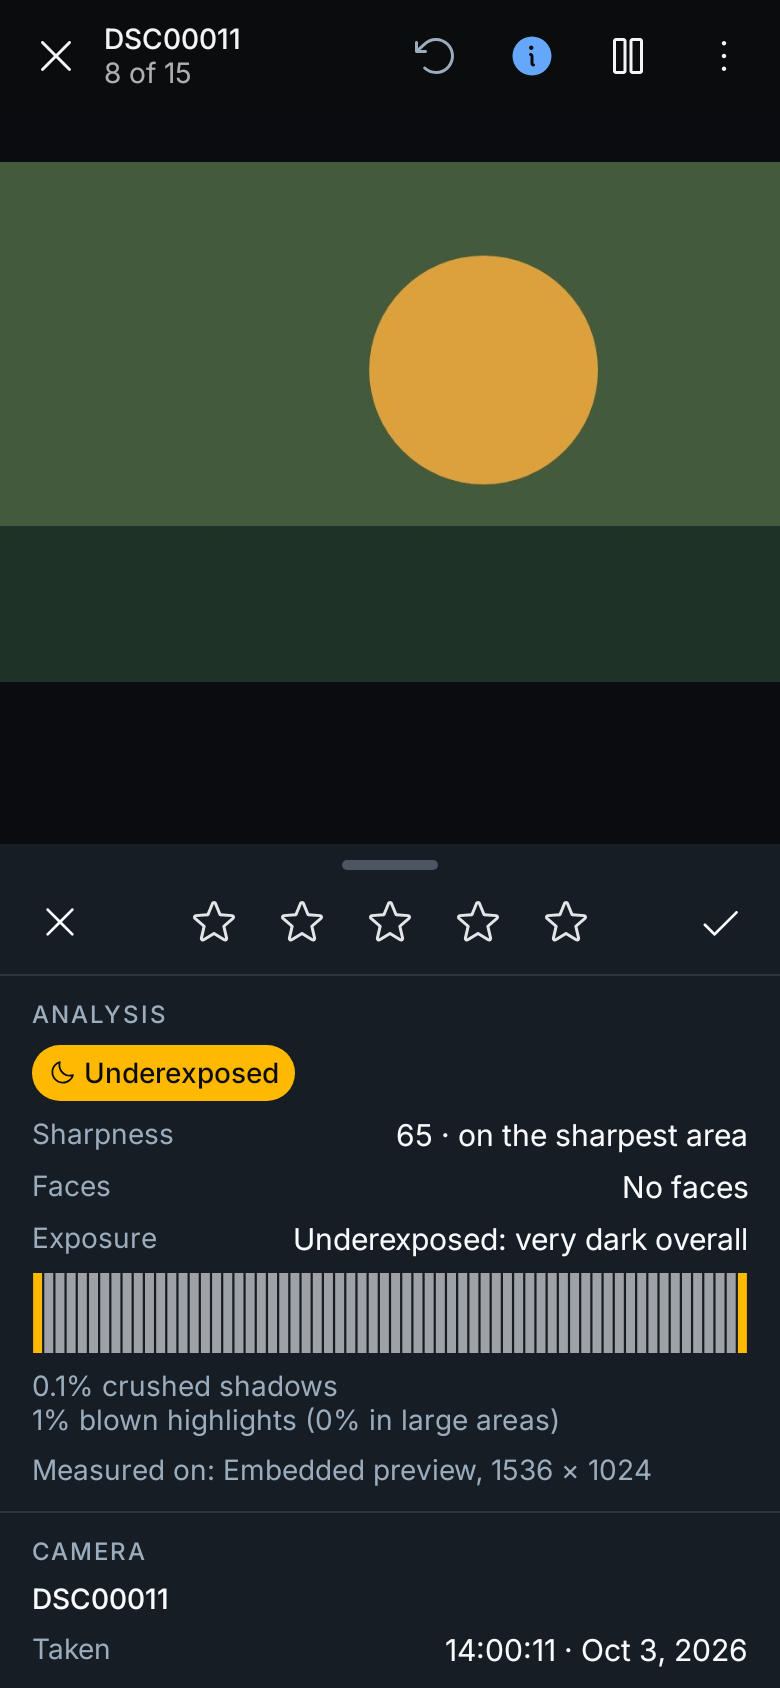 DSC00011
8 of 15
ANALYSIS
Underexposed
Sharpness 65 · on the sharpest area
Faces No faces
Exposure Underexposed: very dark overall
0.1% crushed shadows
1% blown highlights (0% in large areas)
Measured on: Embedded preview, 1536 × 1024
CAMERA
DSC00011
Taken 14:00:11 · Oct 3, 2026